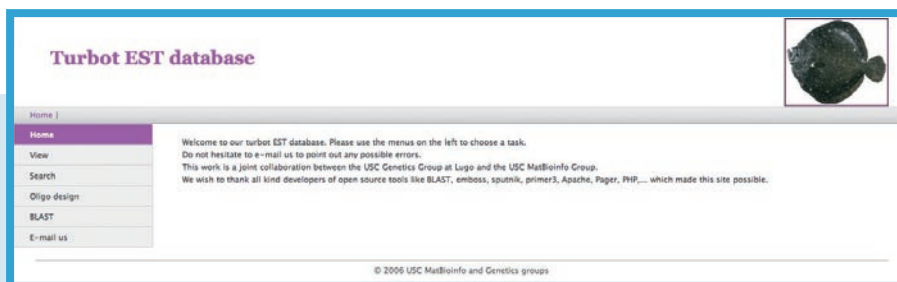 Turbot EST database
Home |
Home
View
Search
Oligo design
BLAST
E-mail us
Welcome to our turbot EST database. Please use the menus on the left to choose a task.
Do not hesitate to e-mail us to point out any possible errors.
This work is a joint collaboration between the USC Genetics Group at Lugo and the USC MatBioinfo Group.
We wish to thank all kind developers of open source tools like BLAST, emboss, sputnik, primer3, Apache, Pager, PHP,... which made this site possible.
© 2006 USC MatBioinfo and Genetics groups